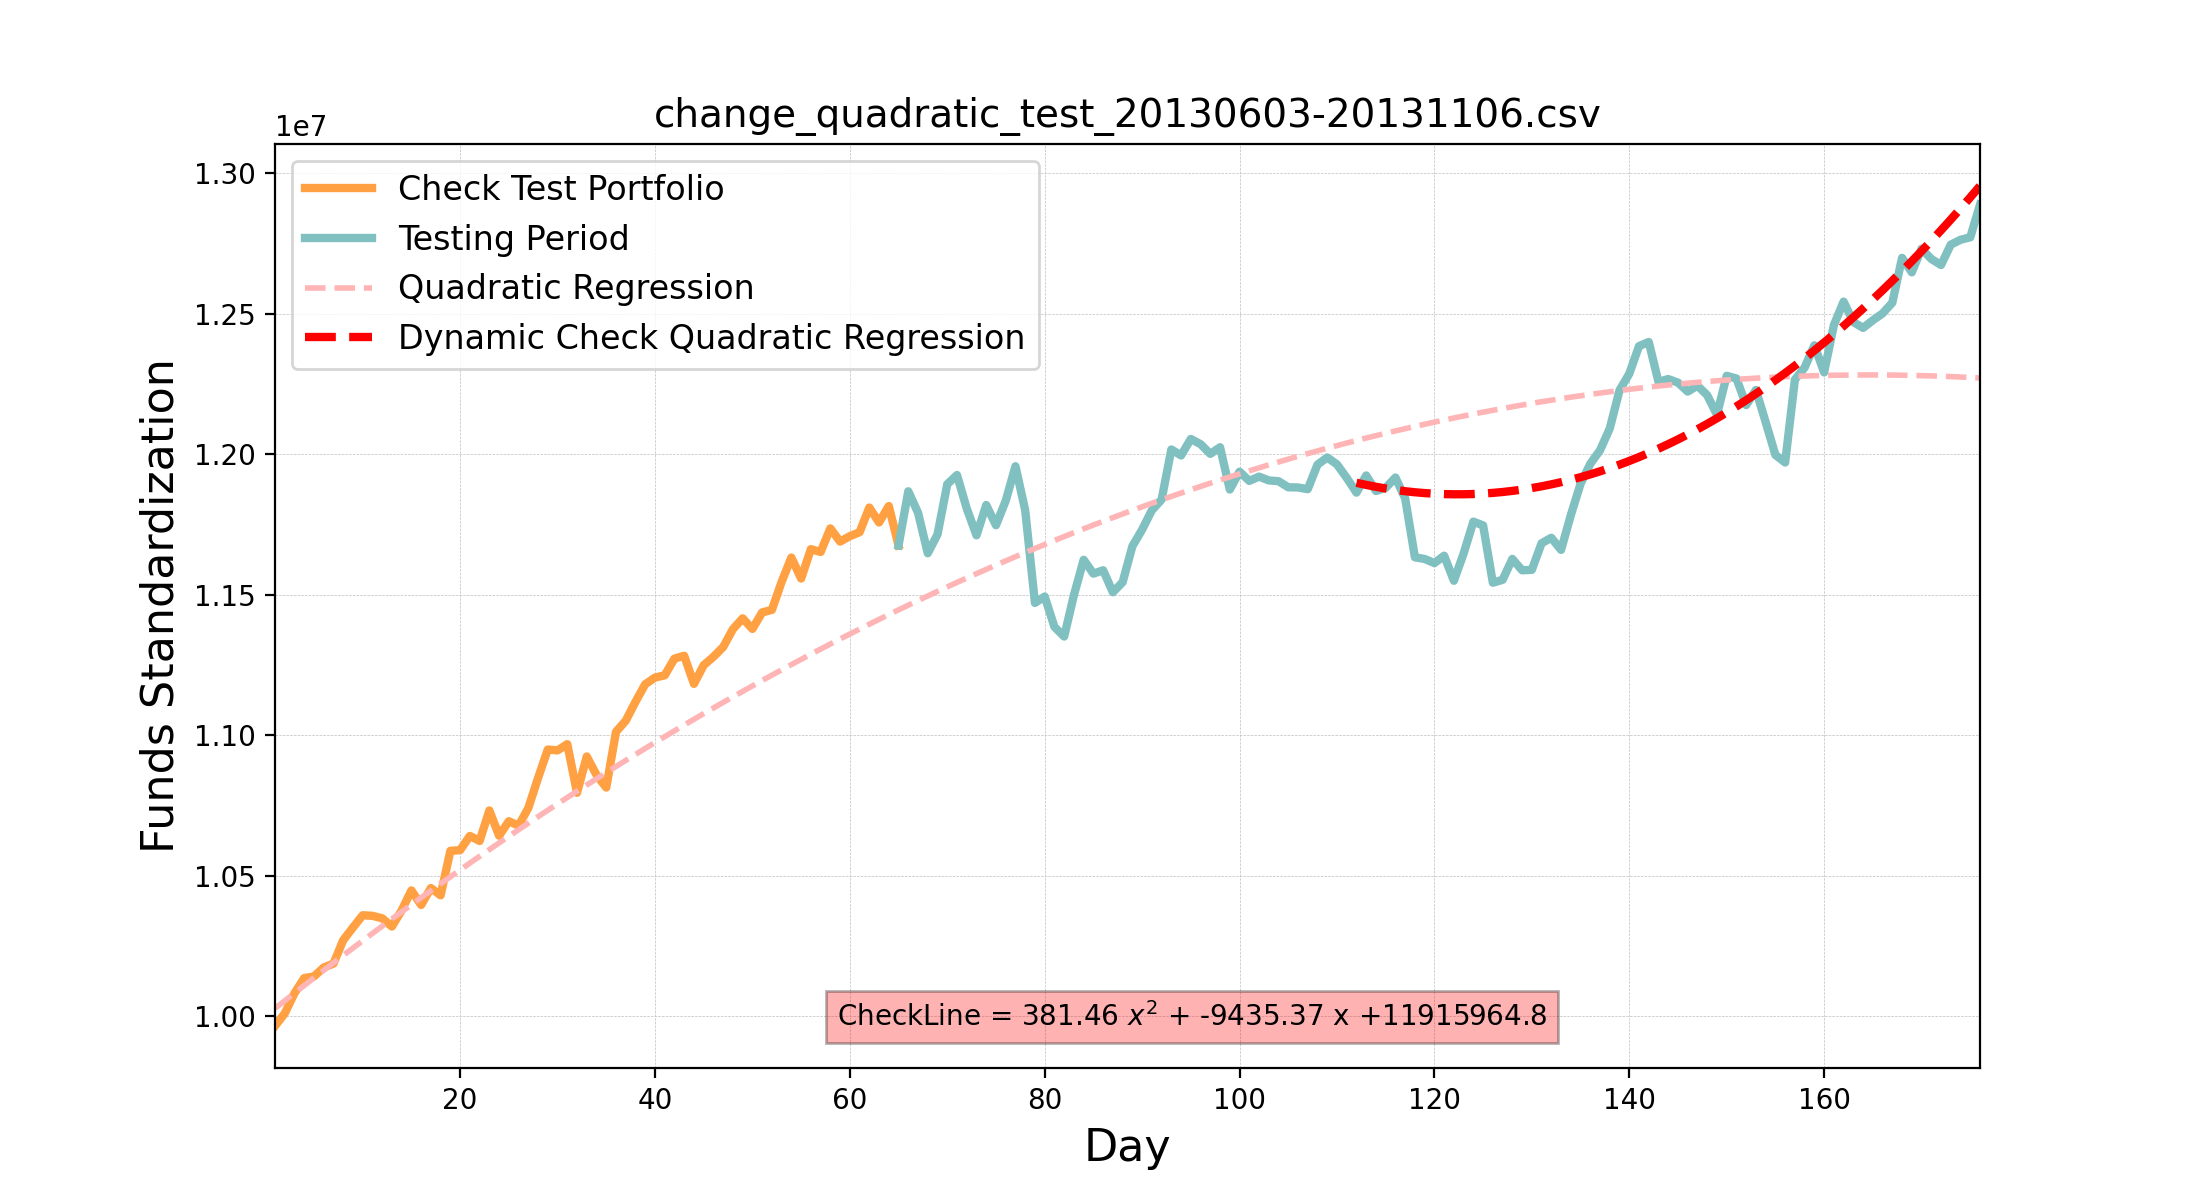 change_quadratic_test_20130603-20131106.csv
1e7
Check Test Portfolio
Testing Period
Quadratic Regression
Dynamic Check Quadratic Regression
1.30
1.25
1.20
1.15
1.10
1.05
1.00
Funds Standardization
CheckLine = 381.46 x² + -9435.37 x +11915964.8
20 40 60 80 100 120 140 160
Day